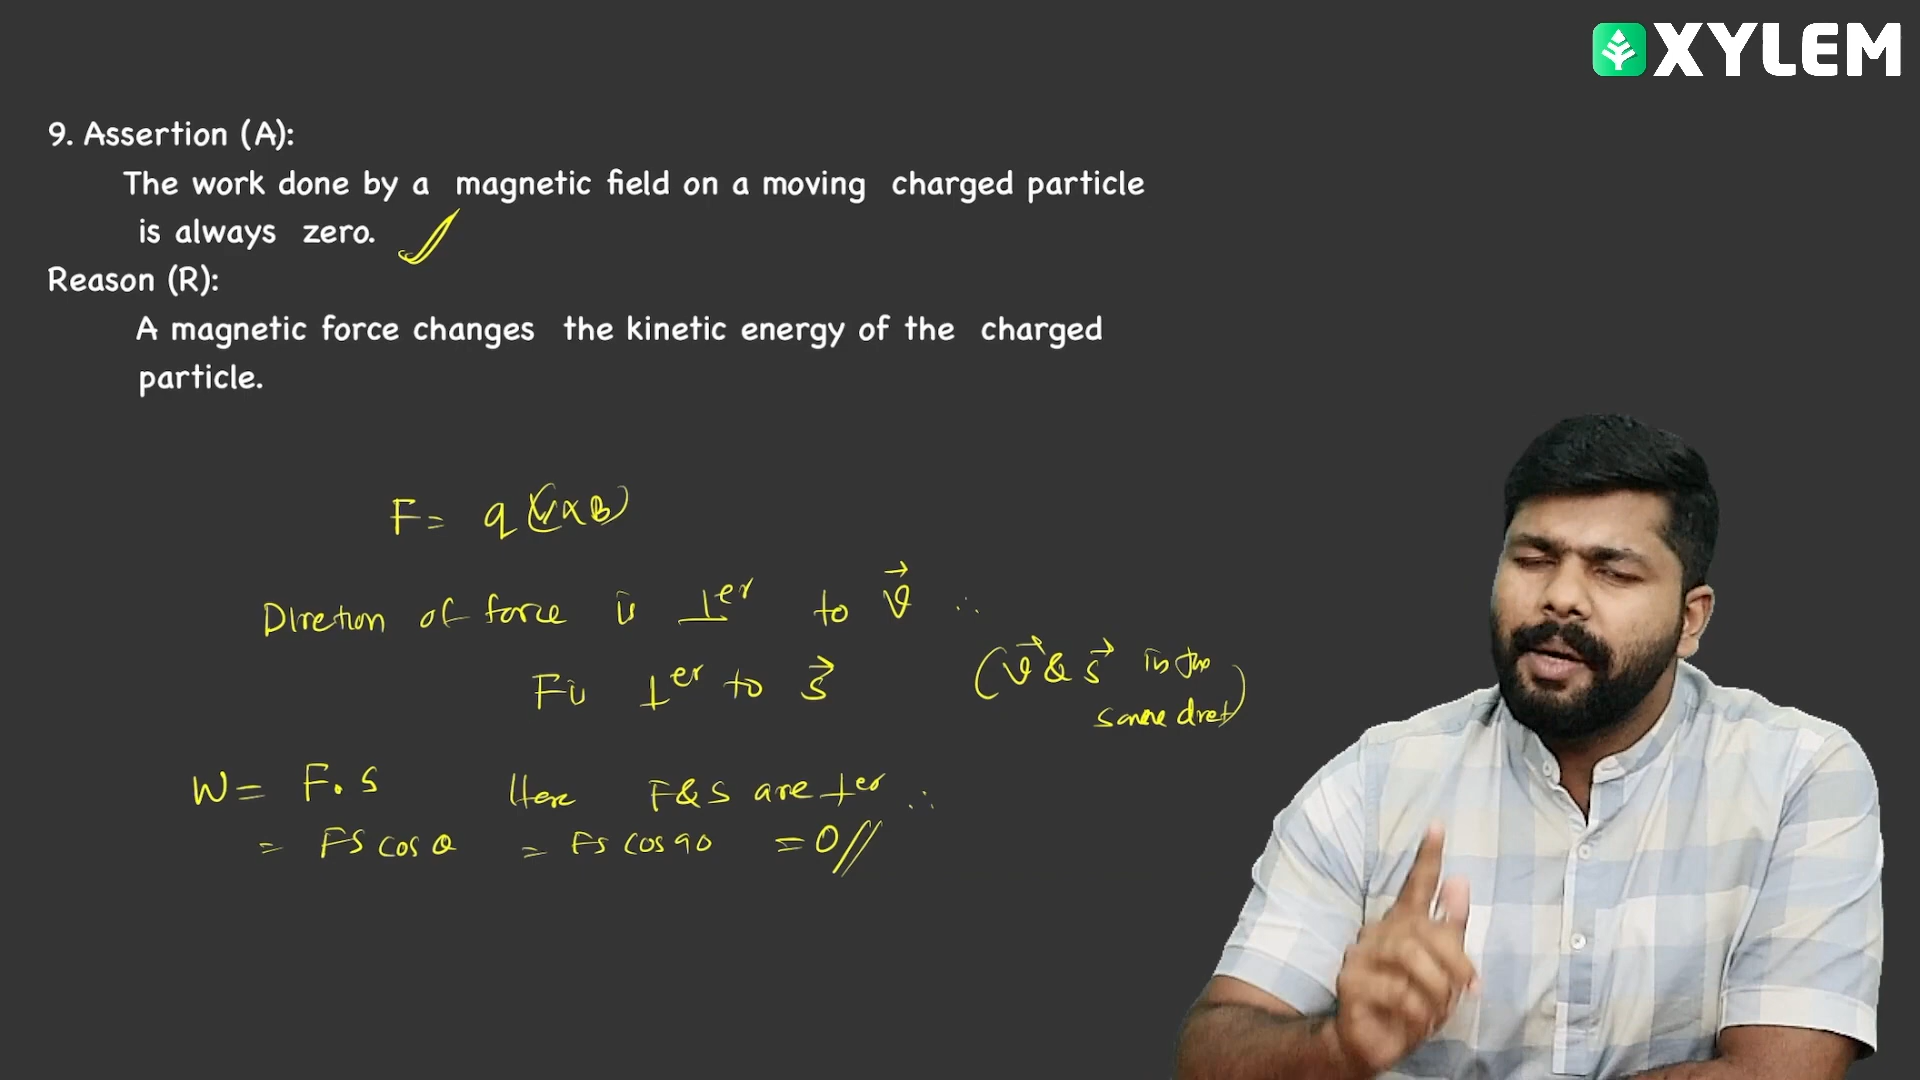 XYLEM
9. Assertion (A):
The work done by a magnetic field on a moving charged particle
is always zero.
Reason (R):
A magnetic force changes the kinetic energy of the charged
particle.
F = q(V×B)
Direction of force is ⊥er to v⃗ ∴
F is ⊥er to s⃗ (v⃗ & s⃗ in the
same
W = F.S Here F & S are ⊥er ∴
= FS cos θ = FS cos 90 = 0//